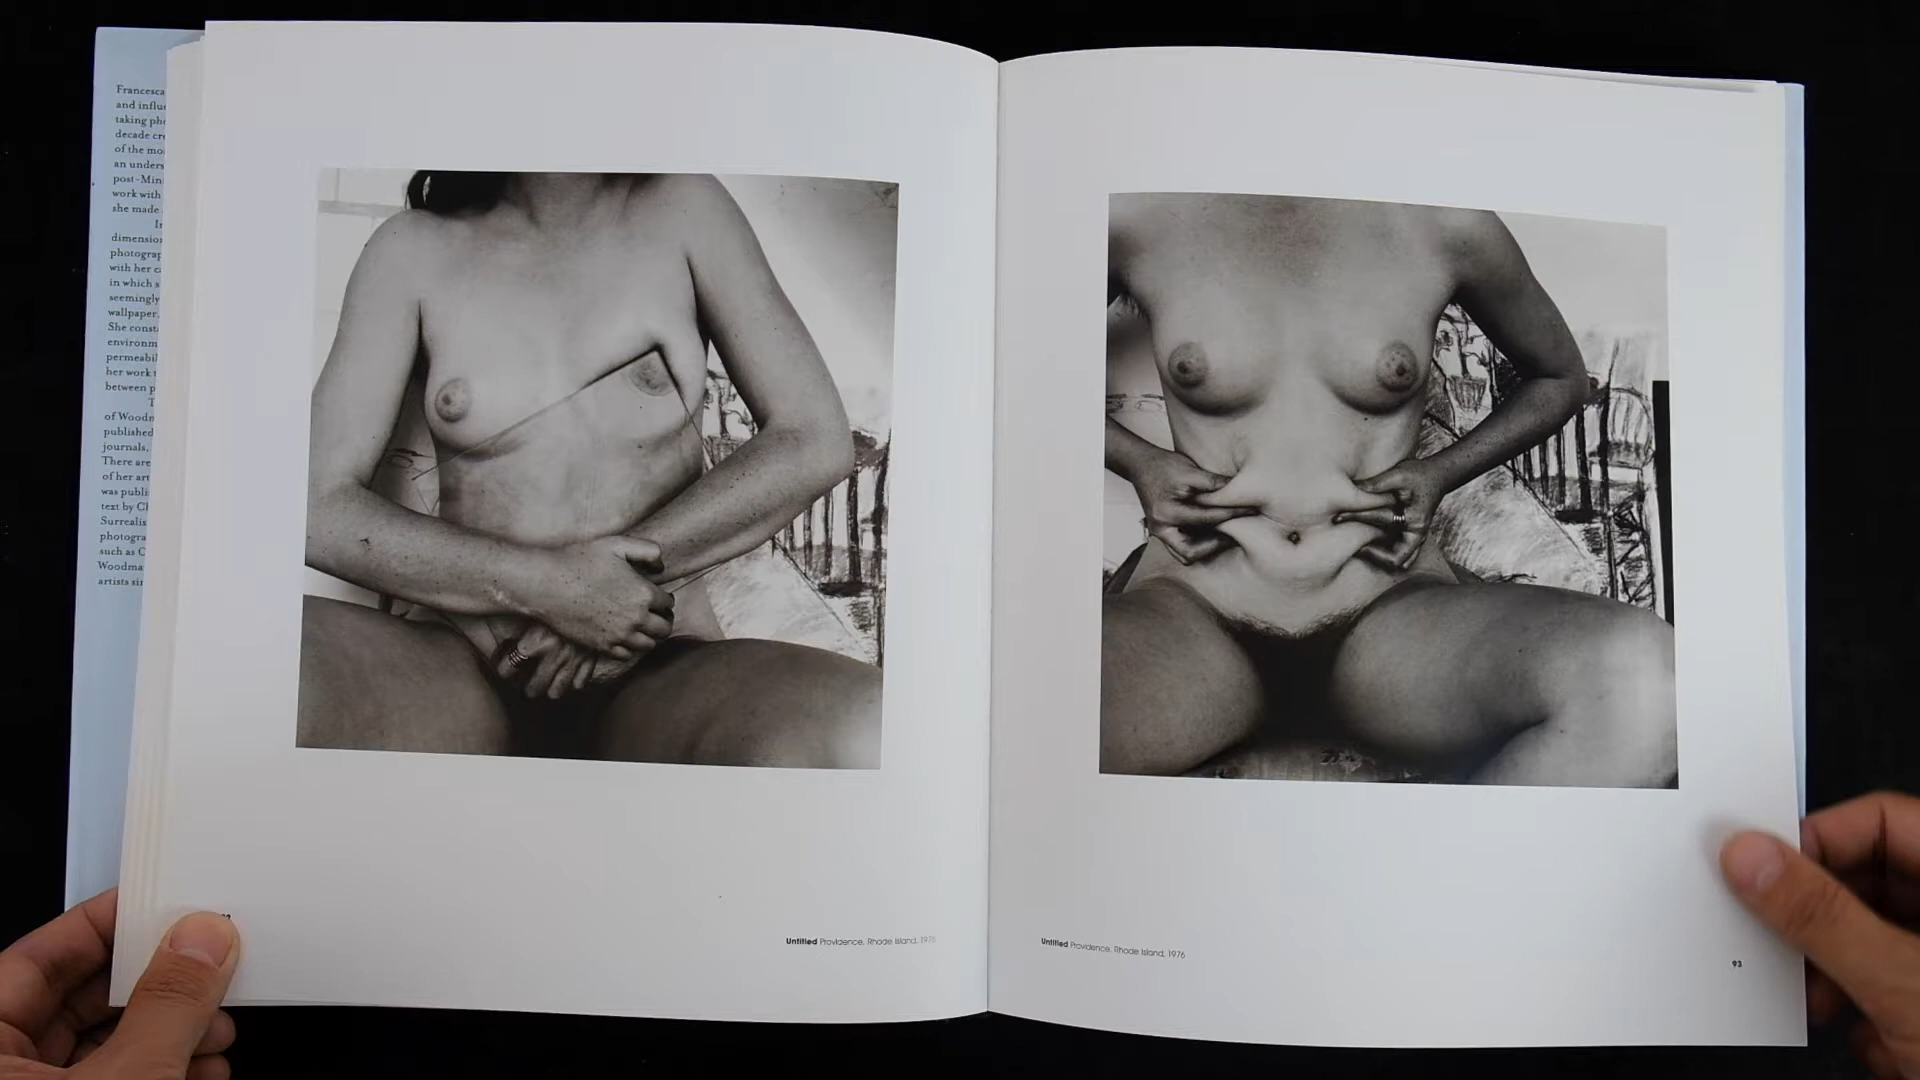 Francesca
and influ
taking ph
decade cr
of the mo
an unders
post-Min
work with
she made
In
dimension
photograp
with her c
in which s
seemingly
wallpaper,
She const
environm
permeabil
her work t
between p
T
of Woodm
published
journals,
There are
of her art
was publi
text by Cl
Surrealis
photogra
such as C
Woodma
artists sin
Untitled Providence, Rhode Island, 1976
Untitled Providence, Rhode Island, 1976
93